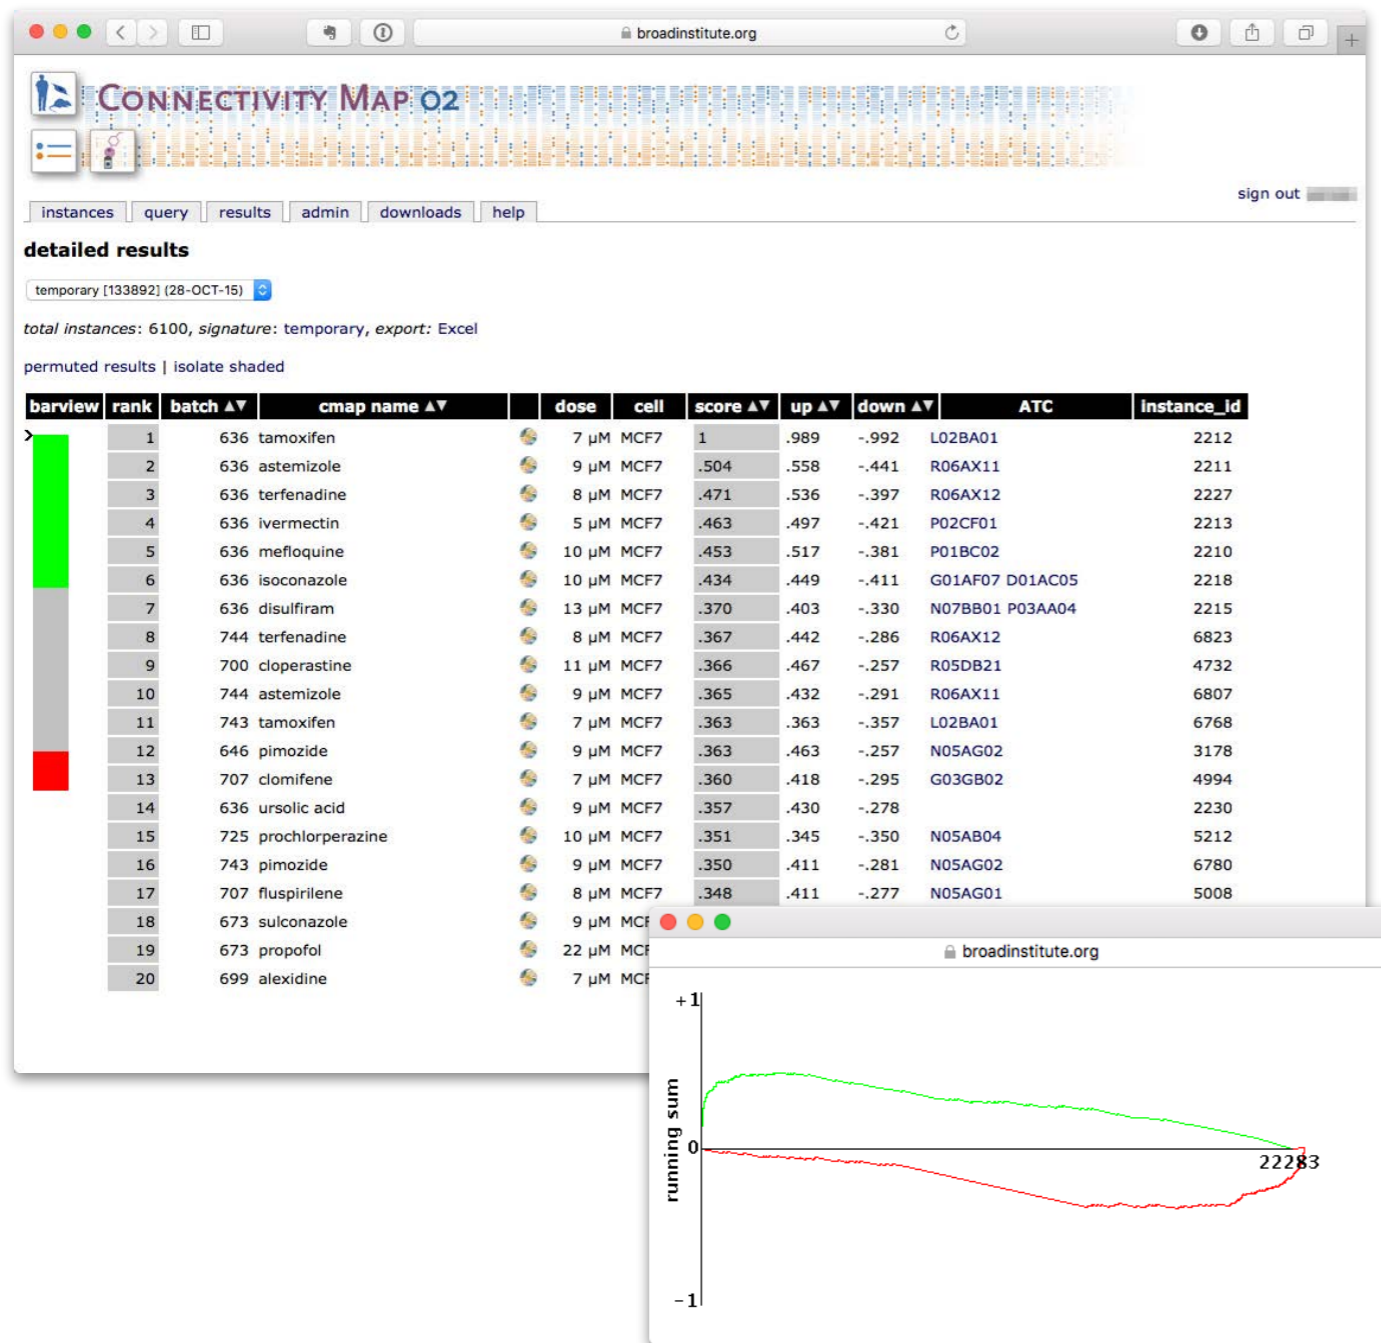 broadinstitute.org
CONNECTIVITY MAP 02
sign out
instances query results admin downloads help
detailed results
temporary [133892] (28-OCT-15)
total instances: 6100, signature: temporary, export: Excel
permuted results | isolate shaded
barview rank batch ▲▼ cmap name ▲▼ dose cell score ▲▼ up ▲▼ down ▲▼ ATC instance_id
1 636 tamoxifen 7 µM MCF7 1 .989 -.992 L02BA01 2212
2 636 astemizole 9 µM MCF7 .504 .558 -.441 R06AX11 2211
3 636 terfenadine 8 µM MCF7 .471 .536 -.397 R06AX12 2227
4 636 ivermectin 5 µM MCF7 .463 .497 -.421 P02CF01 2213
5 636 mefloquine 10 µM MCF7 .453 .517 -.381 P01BC02 2210
6 636 isoconazole 10 µM MCF7 .434 .449 -.411 G01AF07 D01AC05 2218
7 636 disulfiram 13 µM MCF7 .370 .403 -.330 N07BB01 P03AA04 2215
8 744 terfenadine 8 µM MCF7 .367 .442 -.286 R06AX12 6823
9 700 cloperastine 11 µM MCF7 .366 .467 -.257 R05DB21 4732
10 744 astemizole 9 µM MCF7 .365 .432 -.291 R06AX11 6807
11 743 tamoxifen 7 µM MCF7 .363 .363 -.357 L02BA01 6768
12 646 pimozide 9 µM MCF7 .363 .463 -.257 N05AG02 3178
13 707 clomifene 7 µM MCF7 .360 .418 -.295 G03GB02 4994
14 636 ursolic acid 9 µM MCF7 .357 .430 -.278 2230
15 725 prochlorperazine 10 µM MCF7 .351 .345 -.350 N05AB04 5212
16 743 pimozide 9 µM MCF7 .350 .411 -.281 N05AG02 6780
17 707 fluspirilene 8 µM MCF7 .348 .411 -.277 N05AG01 5008
18 673 sulconazole 9 µM MCF
19 673 propofol 22 µM MCF
20 699 alexidine 7 µM MCF
broadinstitute.org
+1
running sum
0
22283
-1